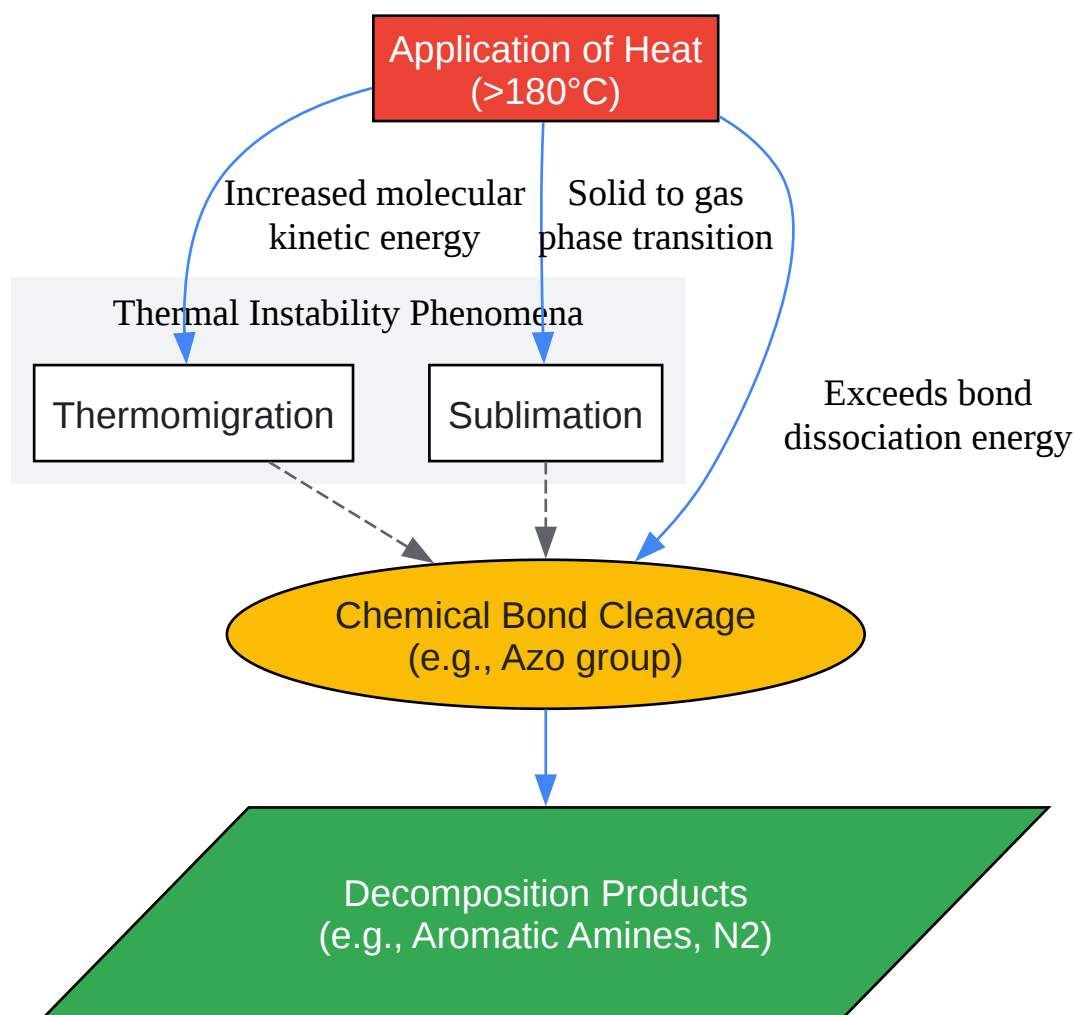 Application of Heat
(>180°C)
Increased molecular
kinetic energy
Solid to gas
phase transition
Thermal Instability Phenomena
Thermomigration
Sublimation
Exceeds bond
dissociation energy
Chemical Bond Cleavage
(e.g., Azo group)
Decomposition Products
(e.g., Aromatic Amines, N2)